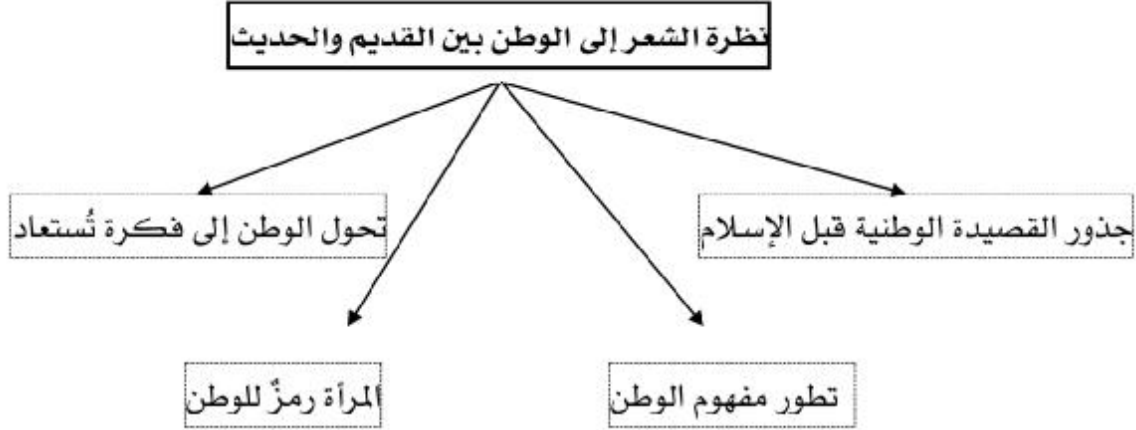 نظرة الشعر إلى الوطن بين القديم والحديث
جذور القصيدة الوطنية قبل الإسلام
تحول الوطن إلى فكرة تُستعاد
تطور مفهوم الوطن
المرأة رمزٌ للوطن